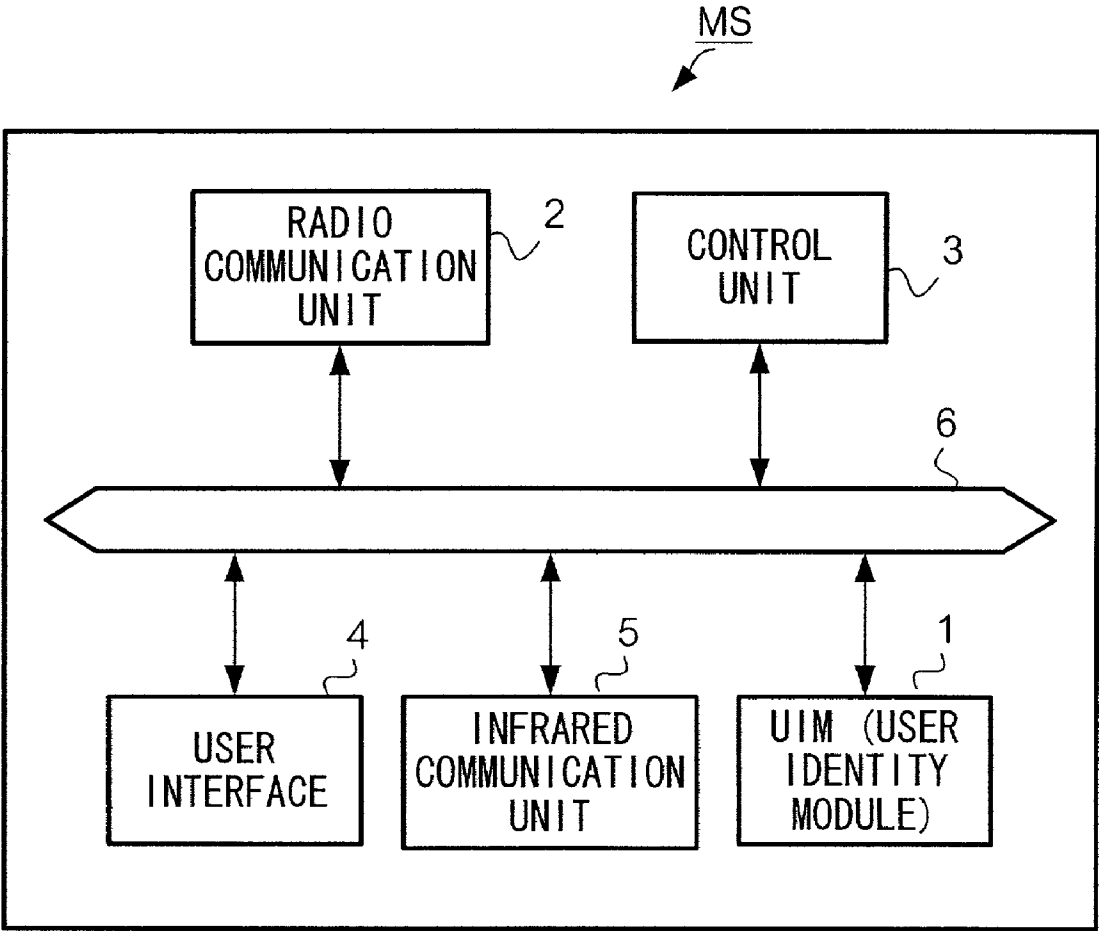 MS
RADIO
COMMUNICATION
UNIT
2
CONTROL
UNIT
3
6
4
USER
INTERFACE
5
INFRARED
COMMUNICATION
UNIT
1
UIM (USER
IDENTITY
MODULE)